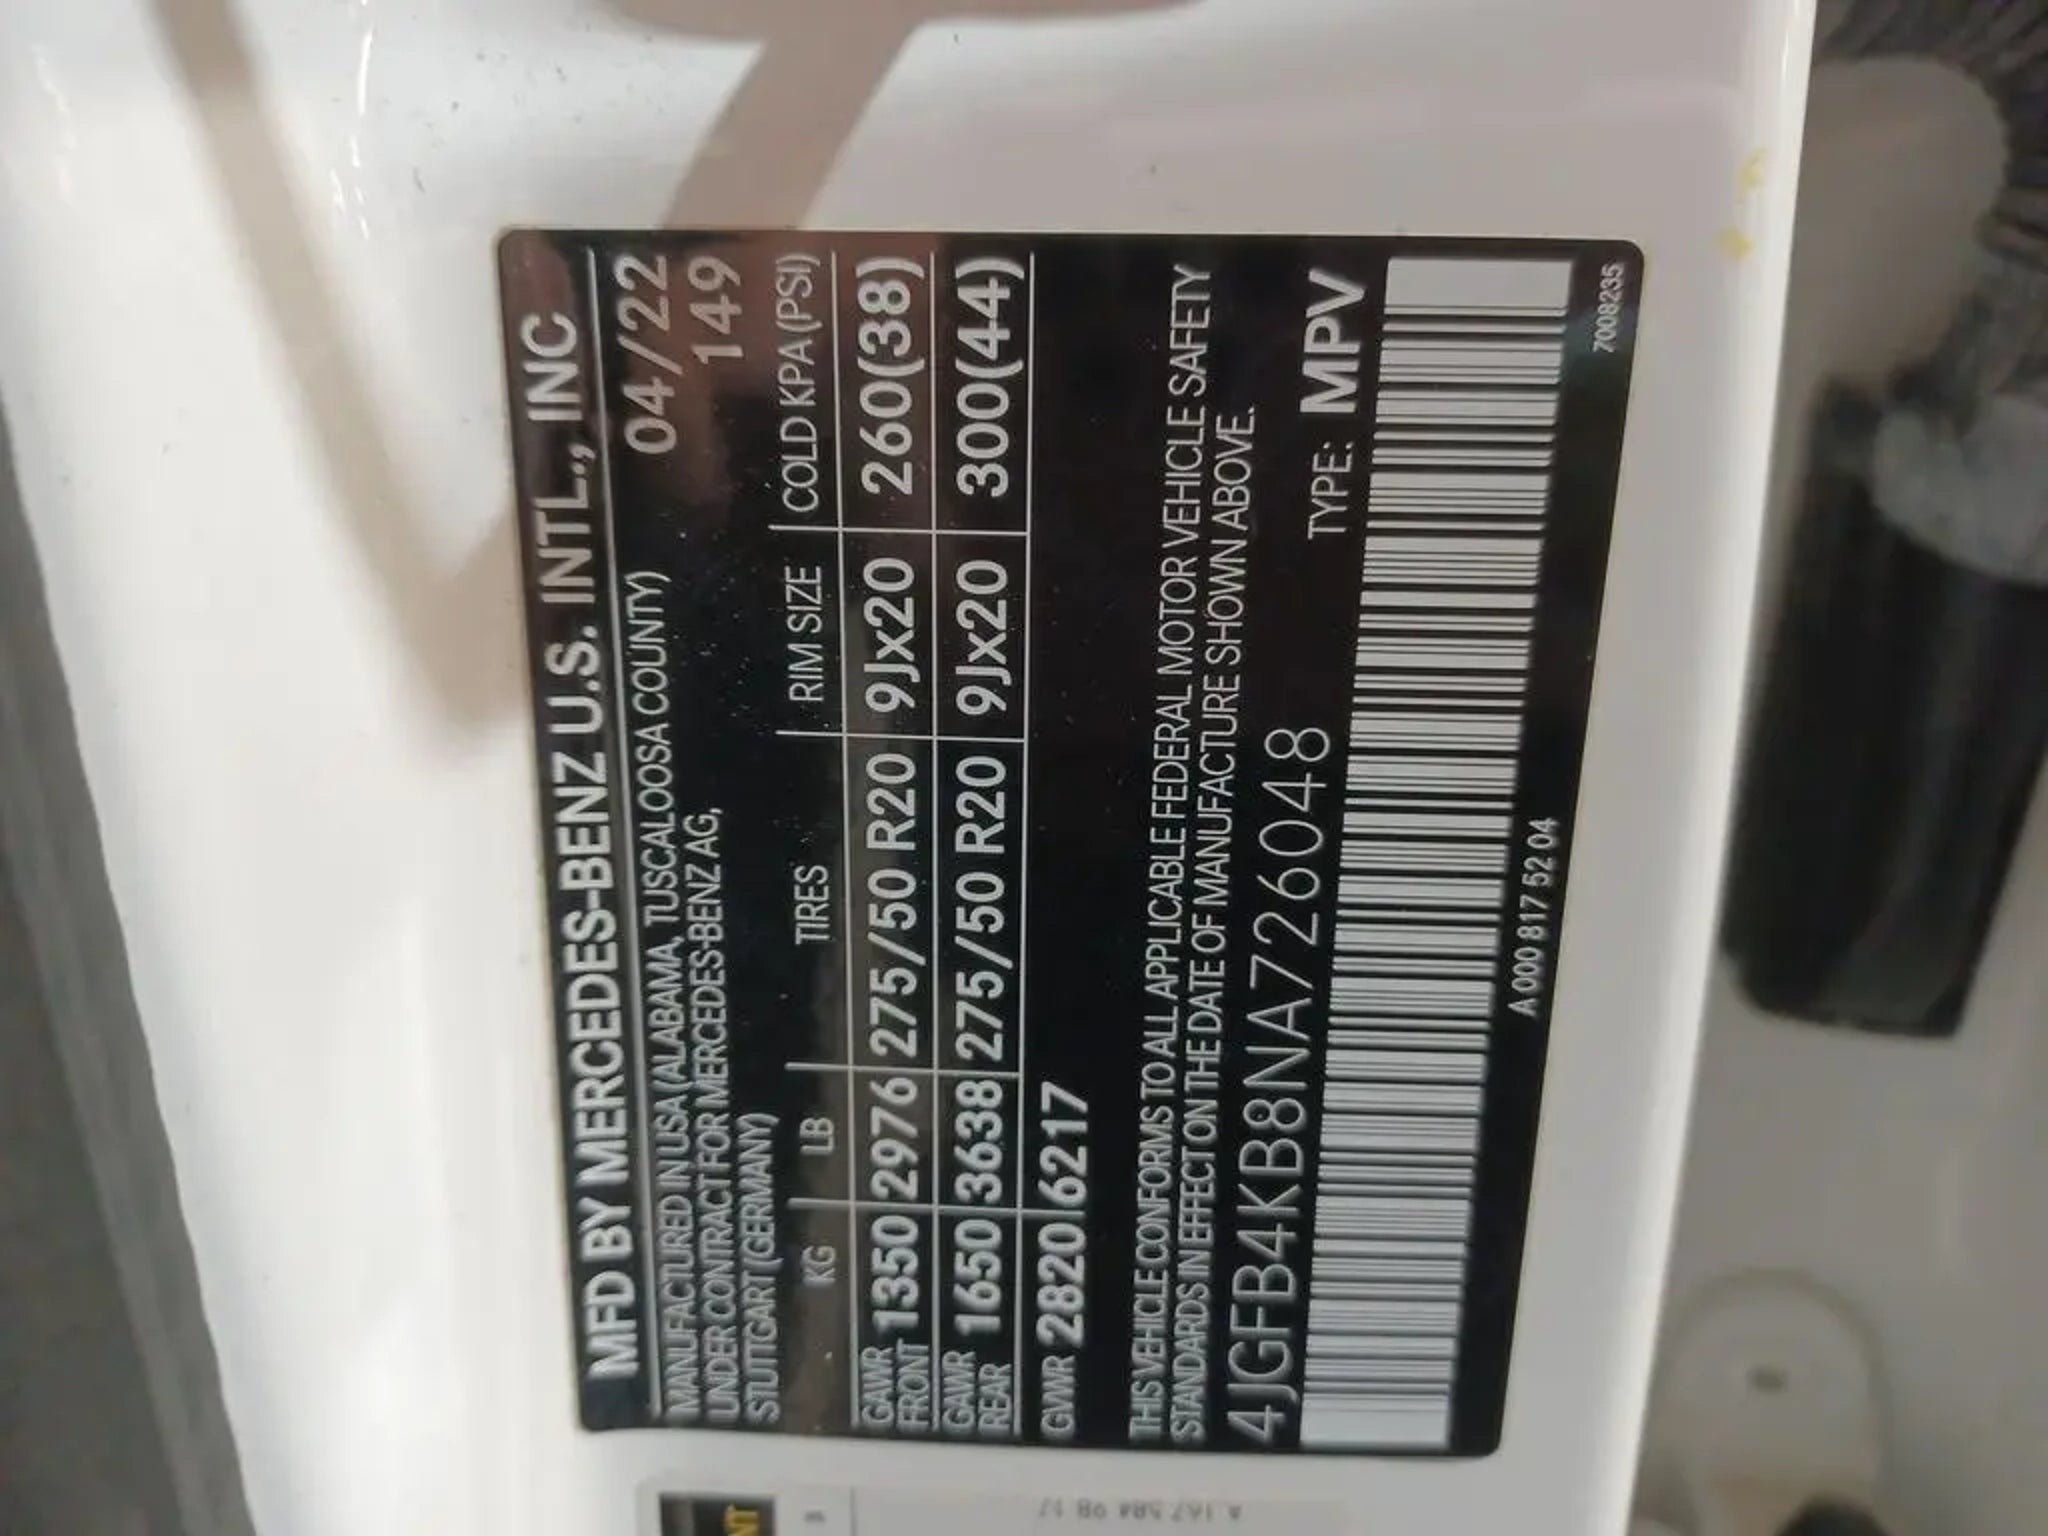 MFD BY MERCEDES-BENZ U.S. INTL., INC
MANUFACTURED IN USA (ALABAMA, TUSCALOOSA COUNTY) 04/22
UNDER CONTRACT FOR MERCEDES-BENZ AG, 149
STUTTGART (GERMANY)
KG LB TIRES RIM SIZE COLD KPA (PSI)
GAWR FRONT 1350 2976 275/50 R20 9Jx20 260(38)
GAWR REAR 1650 3638 275/50 R20 9Jx20 300(44)
GVWR 2820 6217
THIS VEHICLE CONFORMS TO ALL APPLICABLE FEDERAL MOTOR VEHICLE SAFETY
STANDARDS IN EFFECT ON THE DATE OF MANUFACTURE SHOWN ABOVE.
4JGFB4KB8NA726048 TYPE: MPV
A 000 817 52 04
7008235